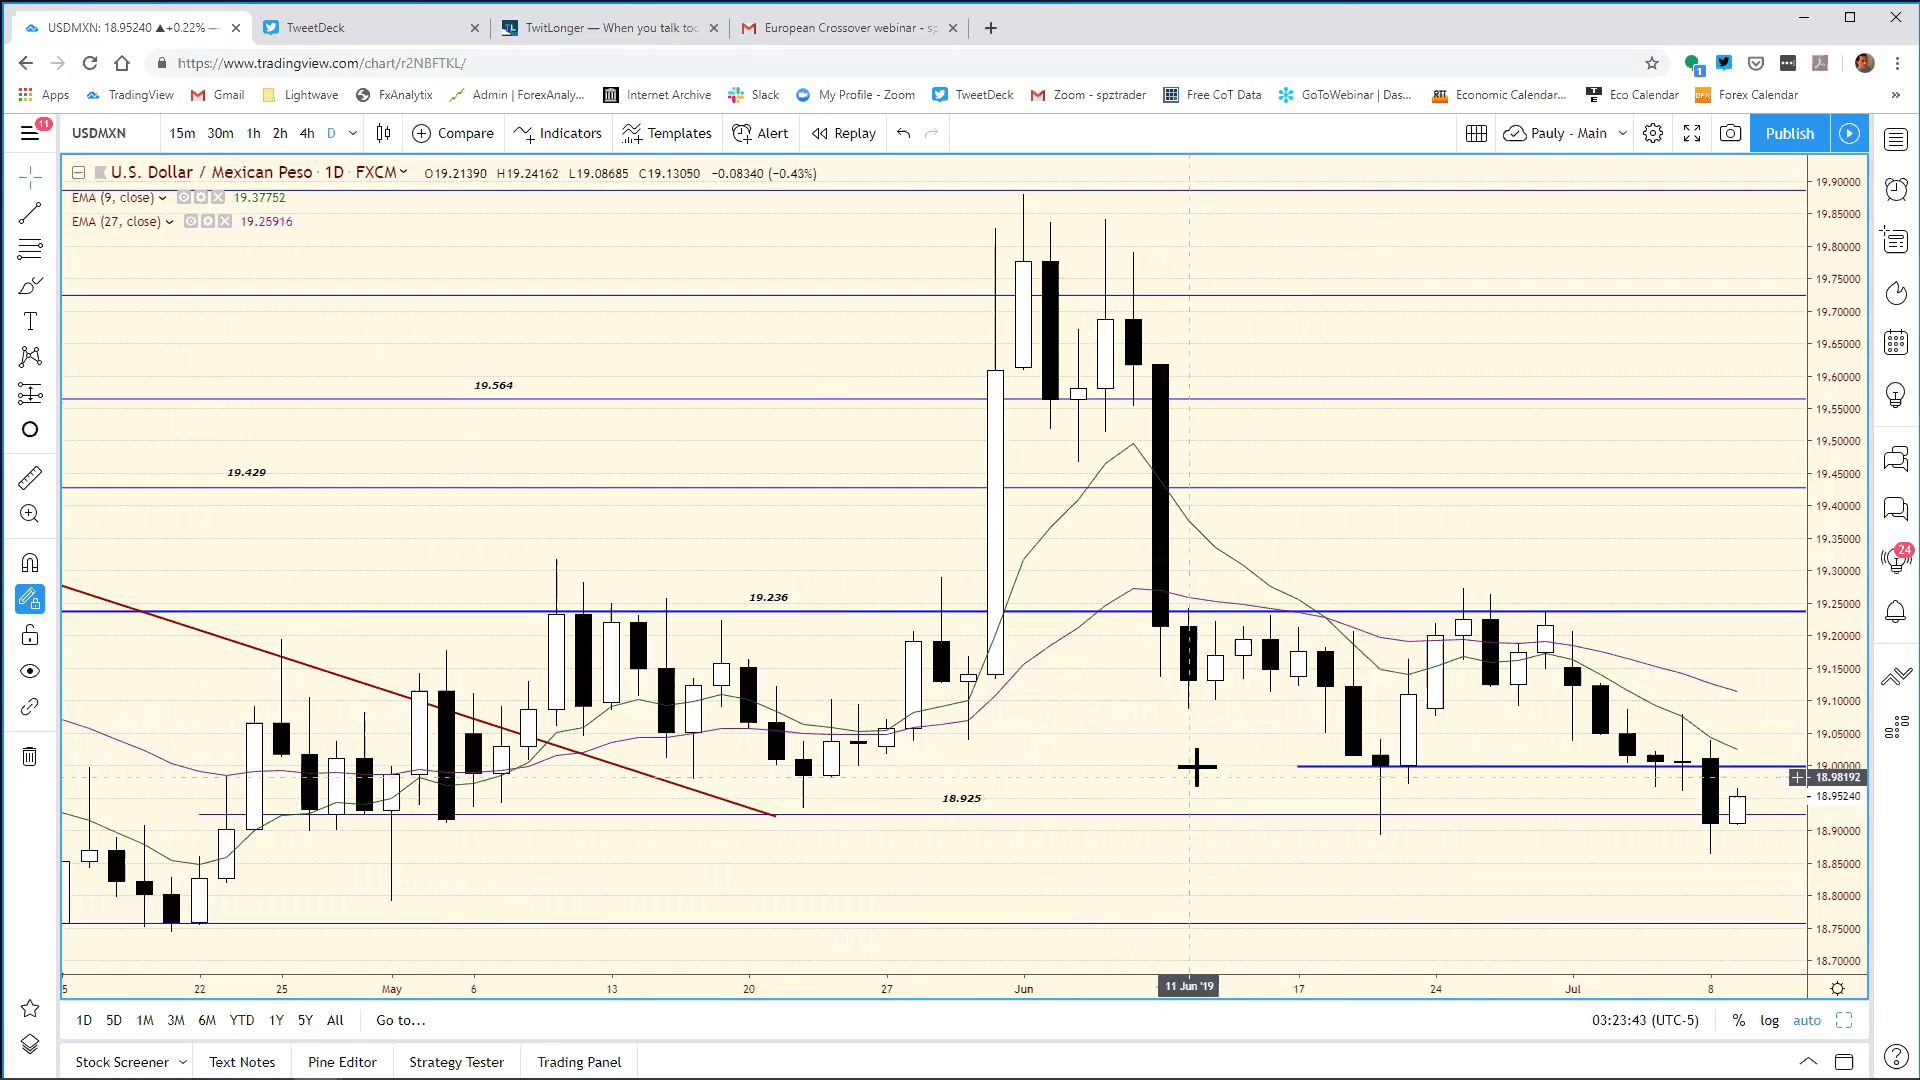 USDMXN: 18.95240 ▲+0.22% —
TweetDeck
TwitLonger — When you talk too
European Crossover webinar - sp
https://www.tradingview.com/chart/r2NBFTKL/
1
Apps
TradingView
Gmail
Lightwave
FxAnalytix
Admin | ForexAnaly...
Internet Archive
Slack
My Profile - Zoom
TweetDeck
Zoom - spztrader
Free CoT Data
GoToWebinar | Das...
Economic Calendar...
Eco Calendar
Forex Calendar
»
11
USDMXN
15m 30m 1h 2h 4h D
Compare
Indicators
Templates
Alert
Replay
Pauly - Main
Publish
U.S. Dollar / Mexican Peso · 1D · FXCM
O19.21390 H19.24162 L19.08685 C19.13050 −0.08340 (−0.43%)
EMA (9, close) 19.37752
EMA (27, close) 19.25916
19.564
19.429
19.236
18.925
19.90000
19.85000
19.80000
19.75000
19.70000
19.65000
19.60000
19.55000
19.50000
19.45000
19.40000
19.35000
19.30000
19.25000
19.20000
19.15000
19.10000
19.05000
19.00000
18.98192
18.95240
18.90000
18.85000
18.80000
18.75000
18.70000
24
5 22 25 May 6 13 20 27 Jun 11 Jun '19 17 24 Jul 8
1D 5D 1M 3M 6M YTD 1Y 5Y All Go to...
03:23:43 (UTC-5) % log auto
Stock Screener Text Notes Pine Editor Strategy Tester Trading Panel